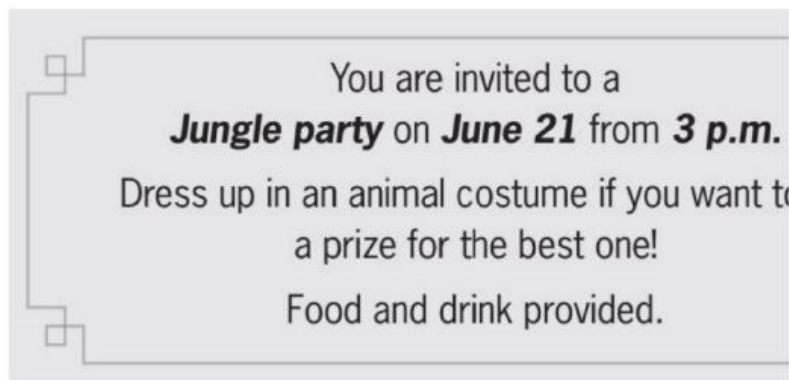 You are invited to a
Jungle party on June 21 from 3 p.m.
Dress up in an animal costume if you want to
a prize for the best one!
Food and drink provided.